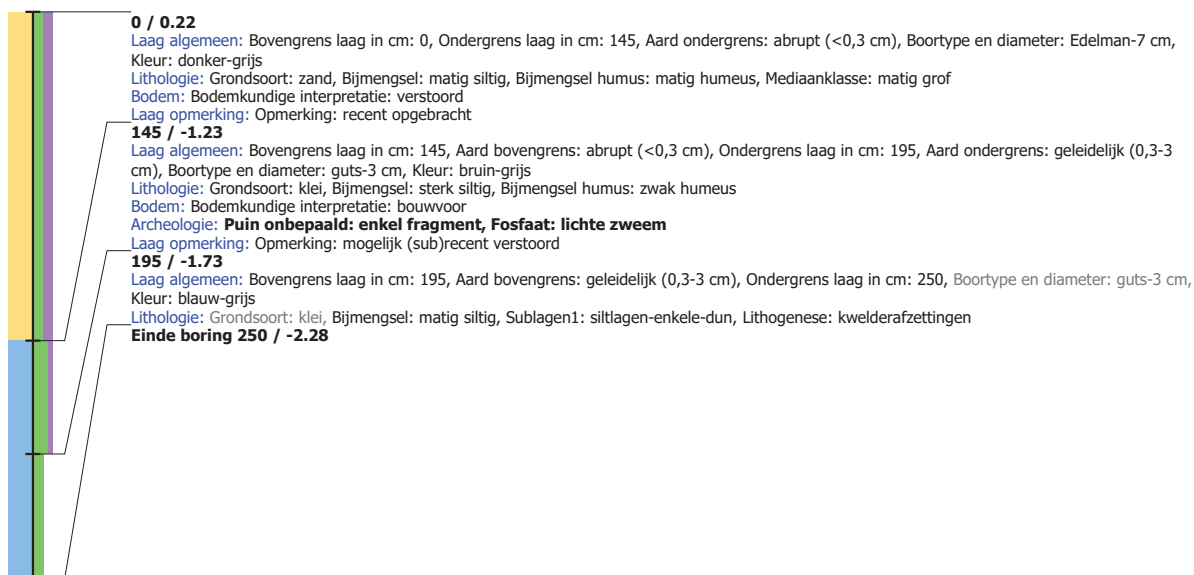 0 / 0.22
Laag algemeen: Bovengrens laag in cm: 0, Ondergrens laag in cm: 145, Aard ondergrens: abrupt (<0,3 cm), Boortype en diameter: Edelman-7 cm,
Kleur: donker-grijs
Lithologie: Grondsoort: zand, Bijmengsel: matig siltig, Bijmengsel humus: matig humeus, Mediaanklasse: matig grof
Bodem: Bodemkundige interpretatie: verstoord
Laag opmerking: Opmerking: recent opgebracht
145 / -1.23
Laag algemeen: Bovengrens laag in cm: 145, Aard bovengrens: abrupt (<0,3 cm), Ondergrens laag in cm: 195, Aard ondergrens: geleidelijk (0,3-3
cm), Boortype en diameter: guts-3 cm, Kleur: bruin-grijs
Lithologie: Grondsoort: klei, Bijmengsel: sterk siltig, Bijmengsel humus: zwak humeus
Bodem: Bodemkundige interpretatie: bouwvoor
Archeologie: Puin onbepaald: enkel fragment, Fosfaat: lichte zweem
Laag opmerking: Opmerking: mogelijk (sub)recent verstoord
195 / -1.73
Laag algemeen: Bovengrens laag in cm: 195, Aard bovengrens: geleidelijk (0,3-3 cm), Ondergrens laag in cm: 250, Boortype en diameter: guts-3 cm,
Kleur: blauw-grijs
Lithologie: Grondsoort: klei, Bijmengsel: matig siltig, Sublagen1: siltlagen-enkele-dun, Lithogenese: kwelderafzettingen
Einde boring 250 / -2.28